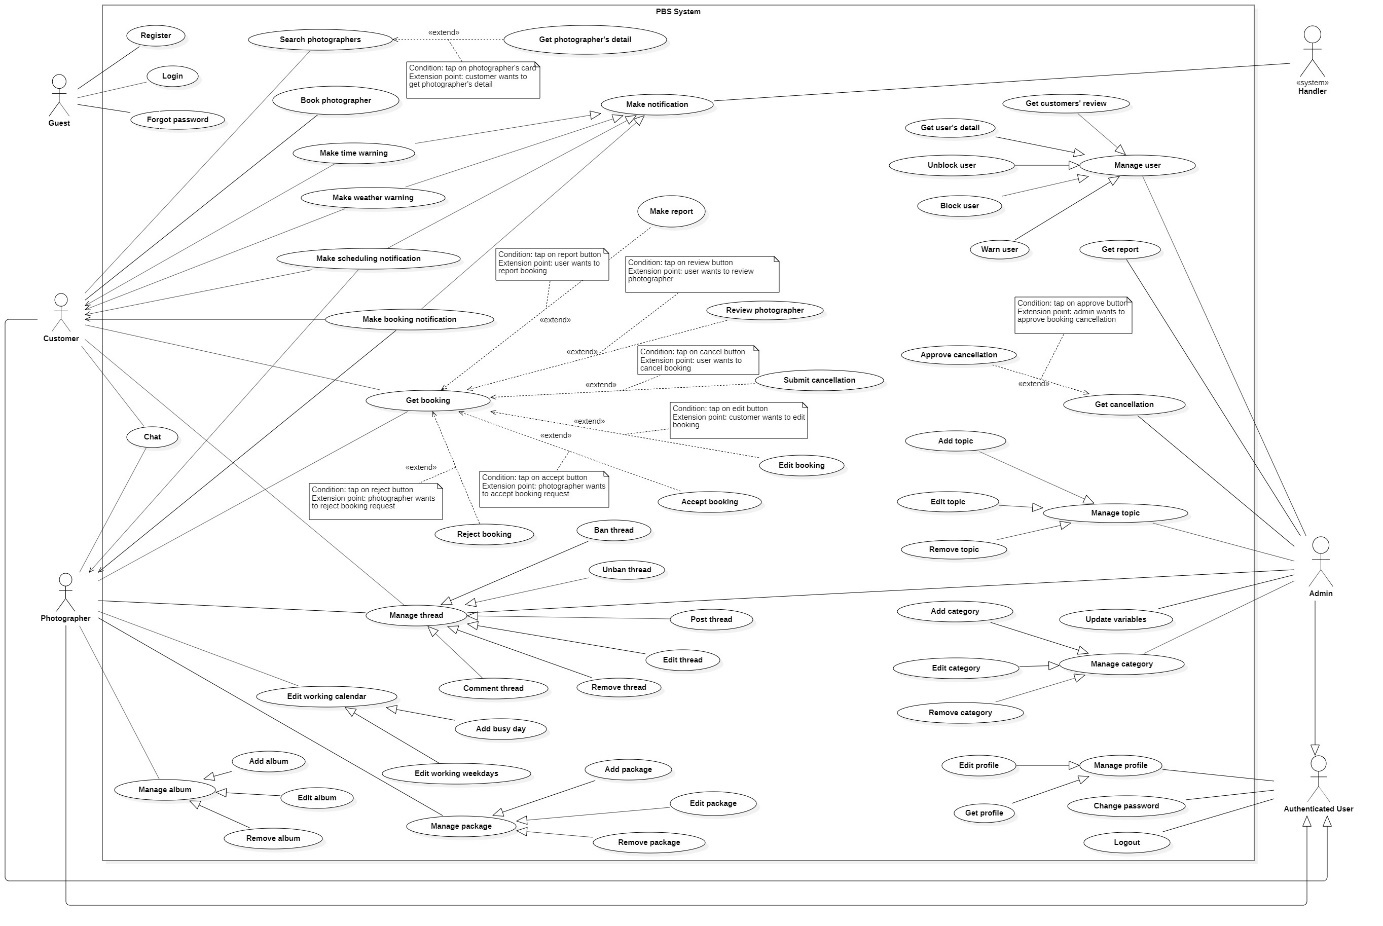 PBS System
Register
Login
Forgot password
Guest
Search photographers
«extend»
Get photographer's detail
Condition: tap on photographer's card
Extension point: customer wants to
get photographer's detail
Book photographer
Make notification
«system»
Handler
Make time warning
Make weather warning
Make scheduling notification
Make booking notification
Customer
Make report
Condition: tap on report button
Extension point: user wants to
report booking
Condition: tap on review button
Extension point: user wants to review
photographer
«extend»
Review photographer
«extend»
Condition: tap on cancel button
Extension point: user wants to
cancel booking
«extend»
Submit cancellation
Get booking
Condition: tap on edit button
Extension point: customer wants to edit
booking
«extend»
«extend»
Edit booking
«extend»
Condition: tap on reject button
Extension point: photographer wants
to reject booking request
Condition: tap on accept button
Extension point: photographer wants
to accept booking request
Accept booking
Reject booking
Chat
Photographer
Ban thread
Unban thread
Manage thread
Post thread
Edit thread
Remove thread
Comment thread
Edit working calendar
Add busy day
Edit working weekdays
Manage album
Add album
Edit album
Remove album
Manage package
Add package
Edit package
Remove package
Get customers' review
Get user's detail
Unblock user
Manage user
Block user
Warn user
Get report
Condition: tap on approve button
Extension point: admin wants to
approve booking cancellation
Approve cancellation
«extend»
Get cancellation
Add topic
Edit topic
Manage topic
Remove topic
Admin
Add category
Update variables
Edit category
Manage category
Remove category
Edit profile
Manage profile
Get profile
Change password
Logout
Authenticated User